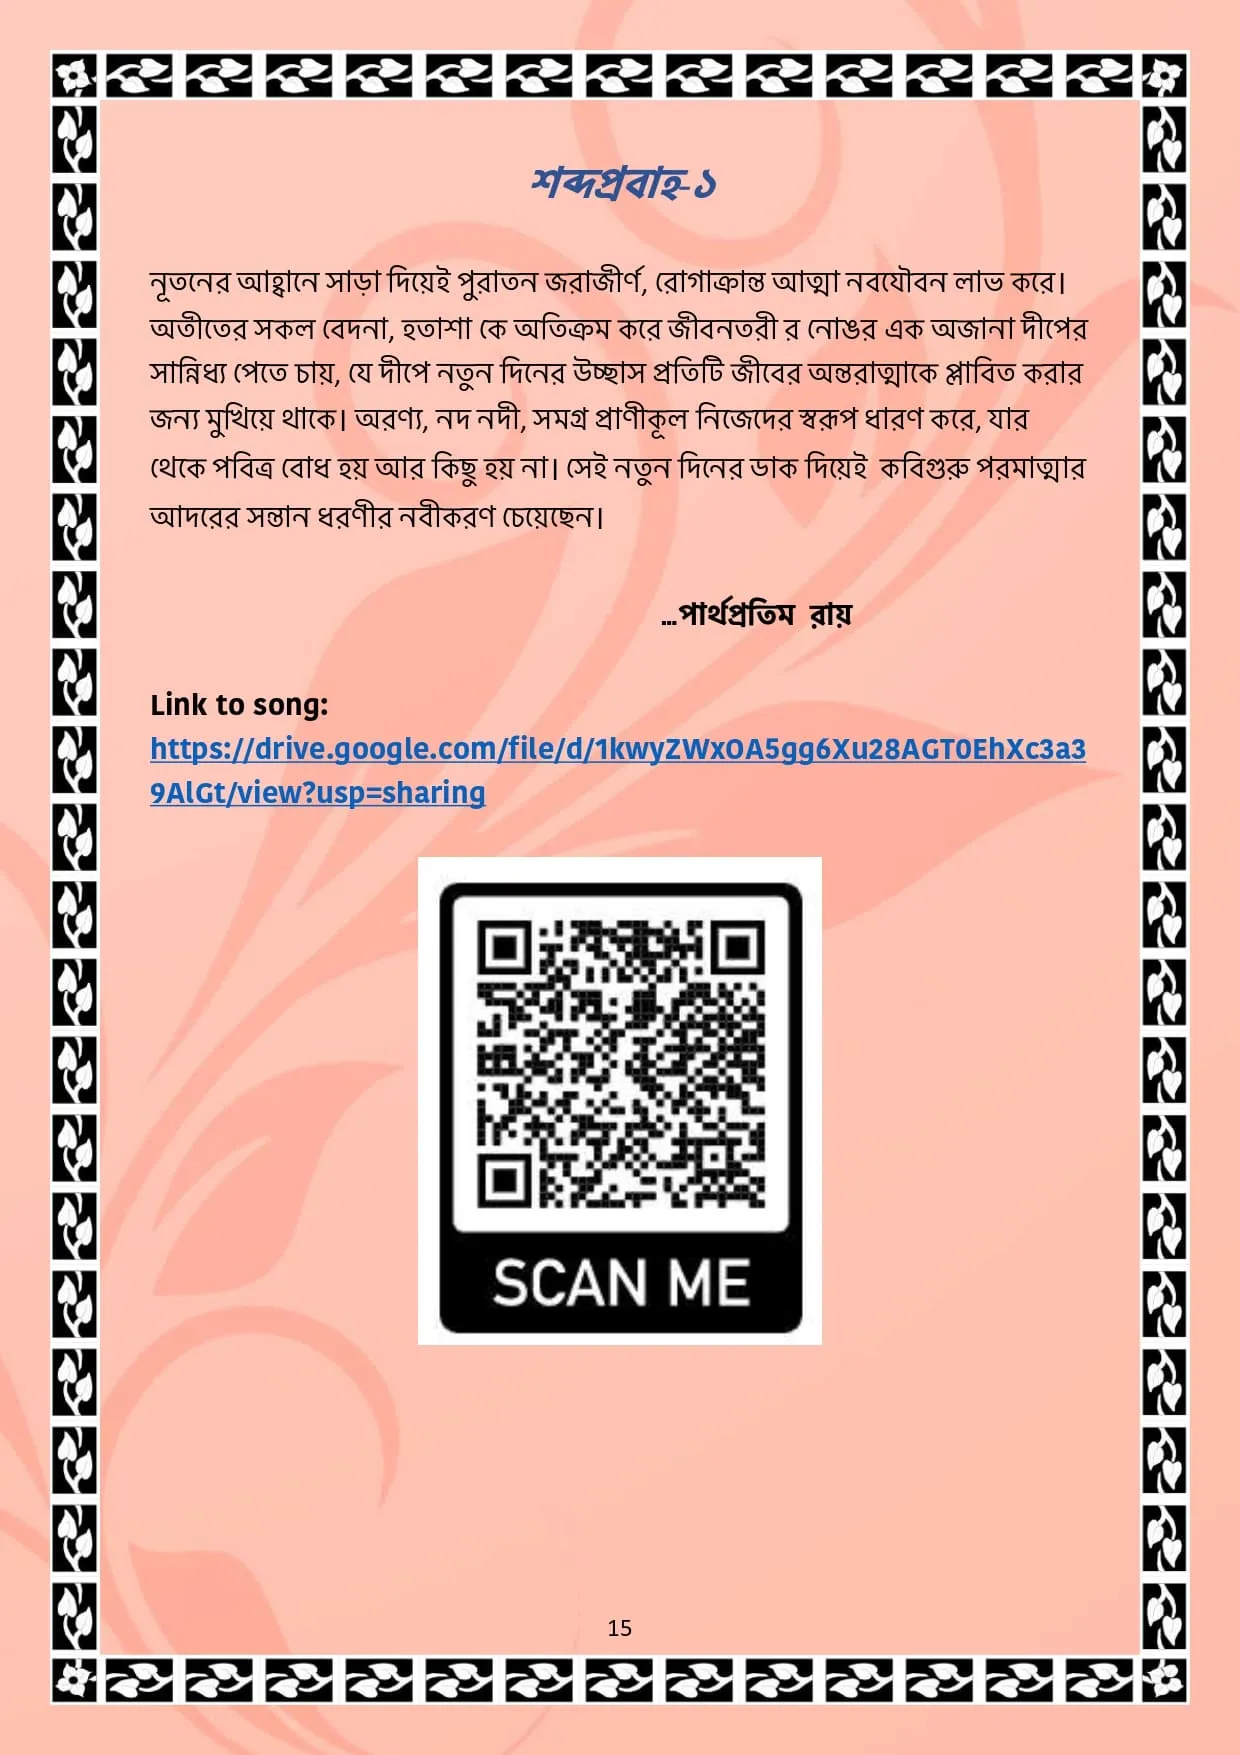 শব্দপ্রবাহ-১
নূতনের আহ্বানে সাড়া দিয়েই পুরাতন জরাজীর্ণ, রোগাক্রান্ত আত্মা নবযৌবন লাভ করে।
অতীতের সকল বেদনা, হতাশা কে অতিক্রম করে জীবনতরী র নোঙর এক অজানা দীপের
সান্নিধ্য পেতে চায়, যে দীপে নতুন দিনের উচ্ছাস প্রতিটি জীবের অন্তরাত্মাকে প্লাবিত করার
জন্য মুখিয়ে থাকে। অরণ্য, নদ নদী, সমগ্র প্রাণীকূল নিজেদের স্বরূপ ধারণ করে, যার
থেকে পবিত্র বোধ হয় আর কিছু হয় না। সেই নতুন দিনের ডাক দিয়েই  কবিগুরু পরমাত্মার
আদরের সন্তান ধরণীর নবীকরণ চেয়েছেন।
...পার্থপ্রতিম  রায়
Link to song:
https://drive.google.com/file/d/1kwyZWxOA5gg6Xu28AGT0EhXc3a3
9AlGt/view?usp=sharing
SCAN ME
15